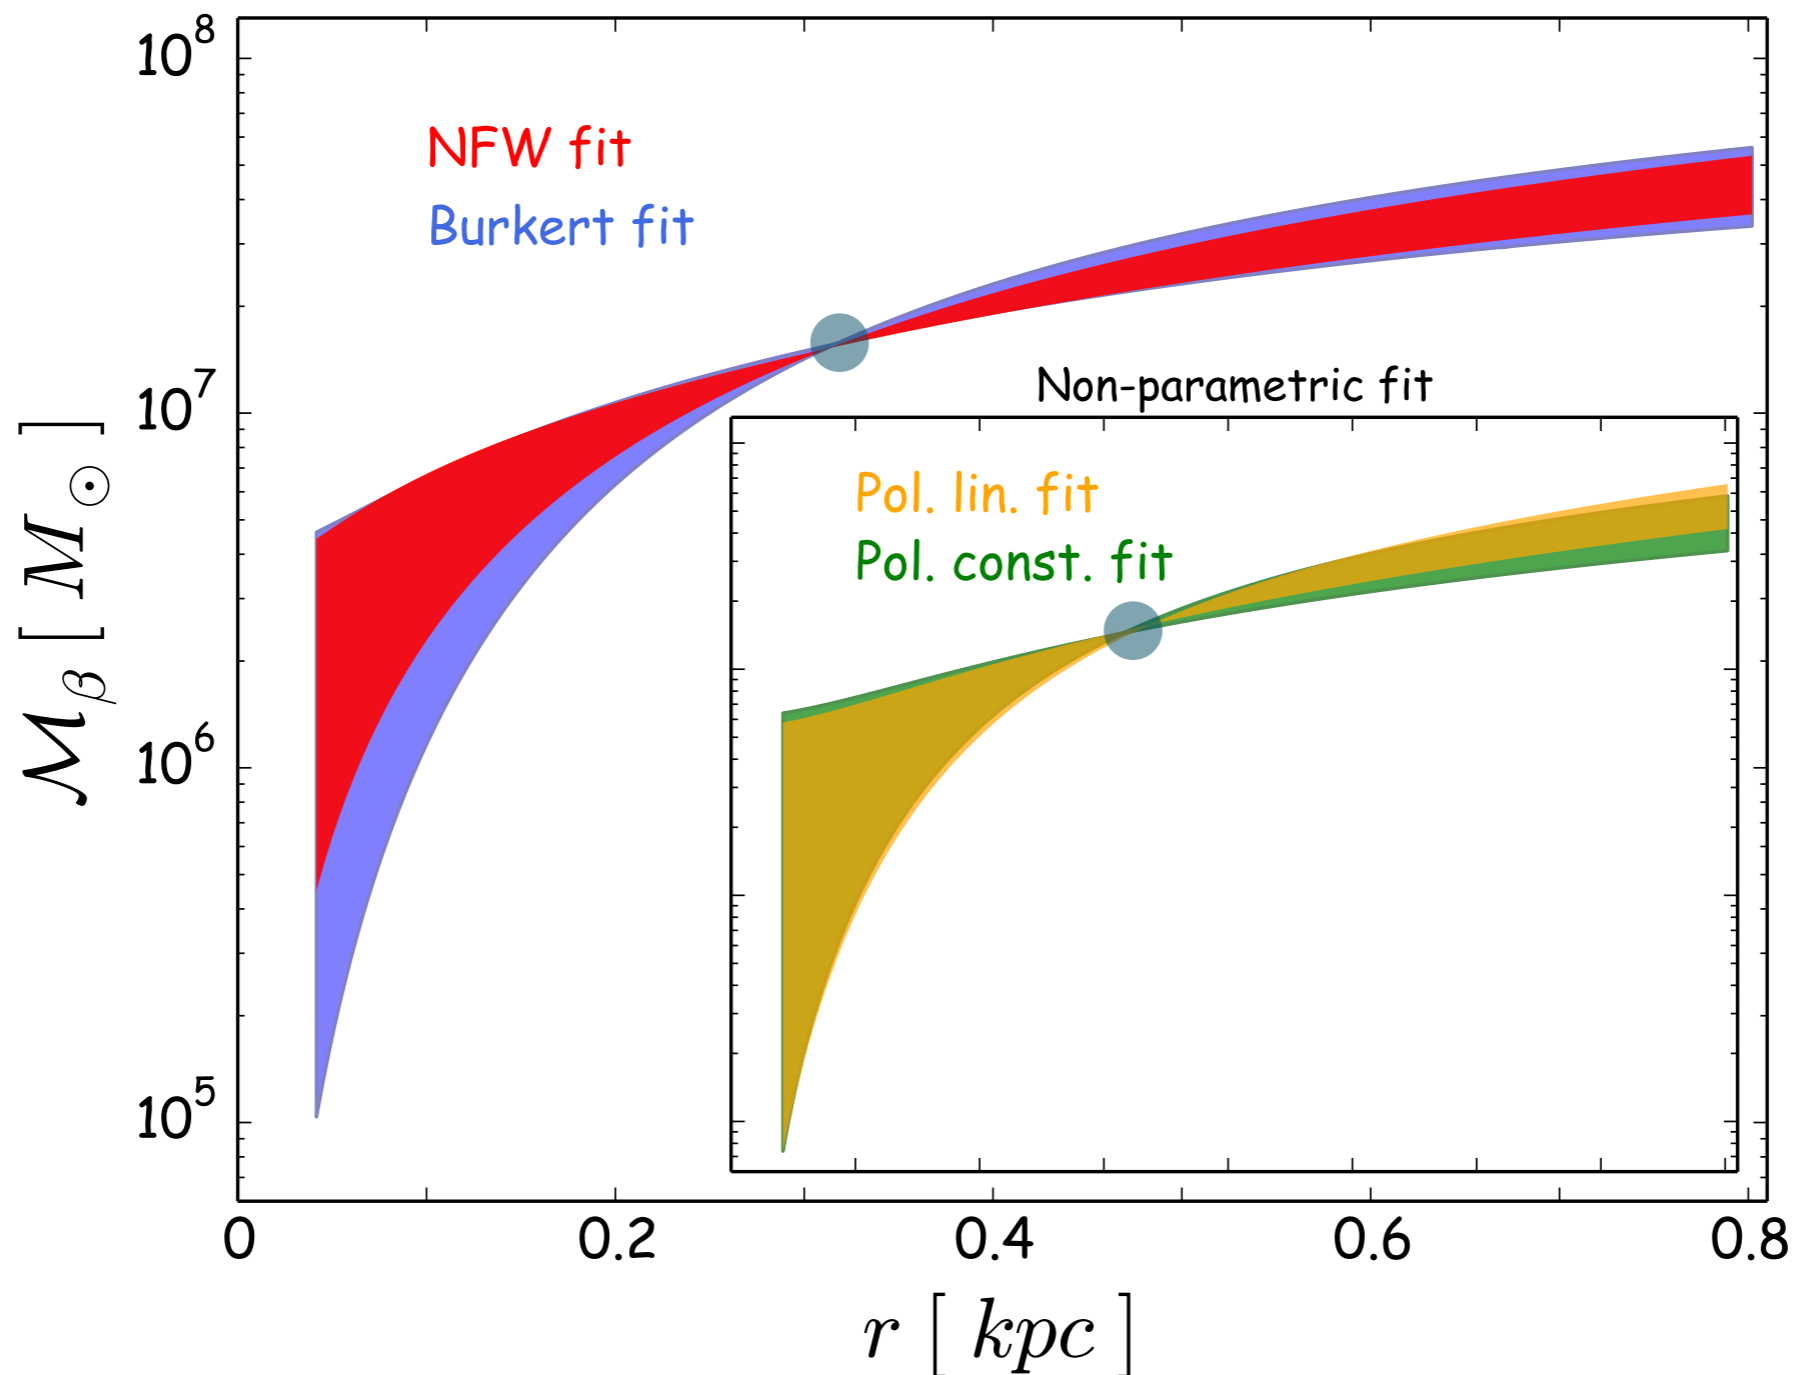 10^8
NFW fit
Burkert fit
Non-parametric fit
10^7
Pol. lin. fit
Pol. const. fit
10^6
10^5
ℳ_β [ M_⊙ ]
0 0.2 0.4 0.6 0.8
r [ kpc ]